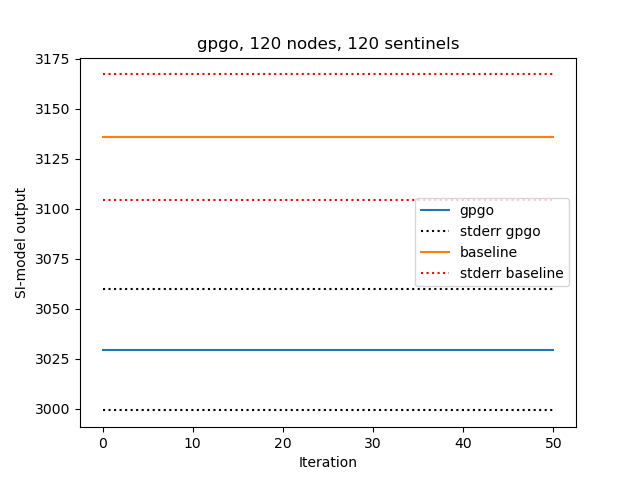 gpgo, 120 nodes, 120 sentinels
3175
3150
3125
3100
3075
3050
3025
3000
SI-model output
gpgo
stderr gpgo
baseline
stderr baseline
0 10 20 30 40 50
Iteration